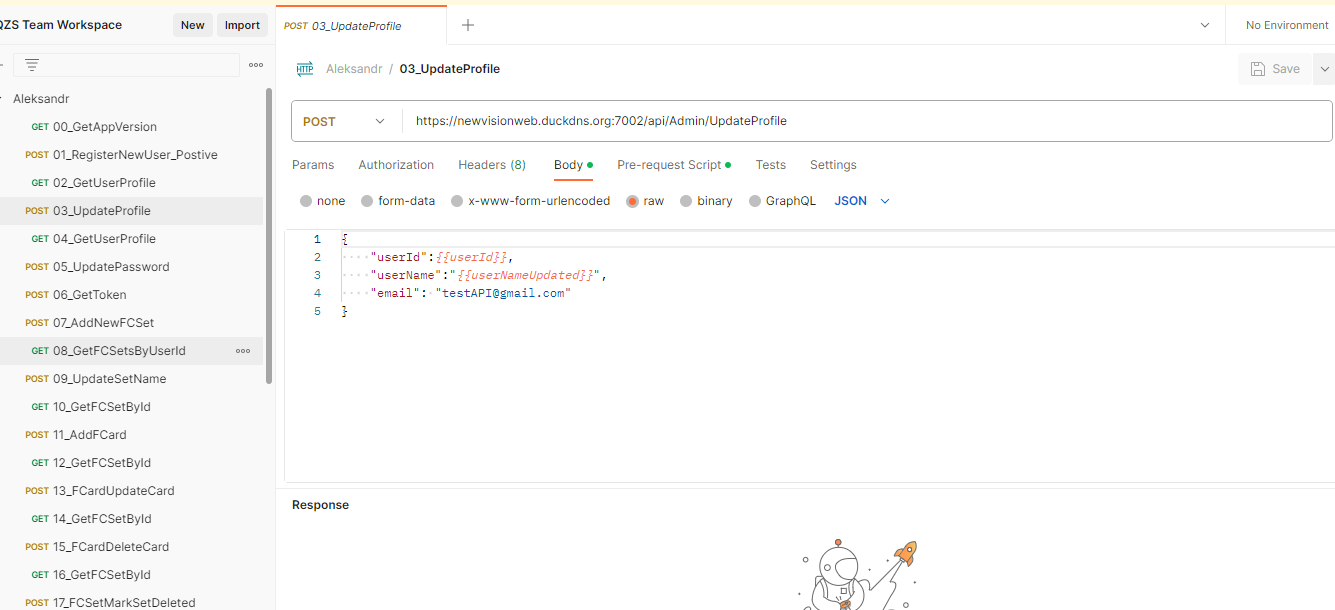 QZS Team Workspace
New
Import
POST 03_UpdateProfile
No Environment
Aleksandr
GET 00_GetAppVersion
POST 01_RegisterNewUser_Postive
GET 02_GetUserProfile
POST 03_UpdateProfile
GET 04_GetUserProfile
POST 05_UpdatePassword
POST 06_GetToken
POST 07_AddNewFCSet
GET 08_GetFCSetsByUserId
POST 09_UpdateSetName
GET 10_GetFCSetById
POST 11_AddFCard
GET 12_GetFCSetById
POST 13_FCardUpdateCard
GET 14_GetFCSetById
POST 15_FCardDeleteCard
GET 16_GetFCSetById
POST 17_FCSetMarkSetDeleted
HTTP Aleksandr / 03_UpdateProfile
Save
POST https://newvisionweb.duckdns.org:7002/api/Admin/UpdateProfile
Params Authorization Headers (8) Body Pre-request Script Tests Settings
none form-data x-www-form-urlencoded raw binary GraphQL JSON
1 {
2 "userId":{{userId}},
3 "userName":"{{userNameUpdated}}",
4 "email": "testAPI@gmail.com"
5 }
Response